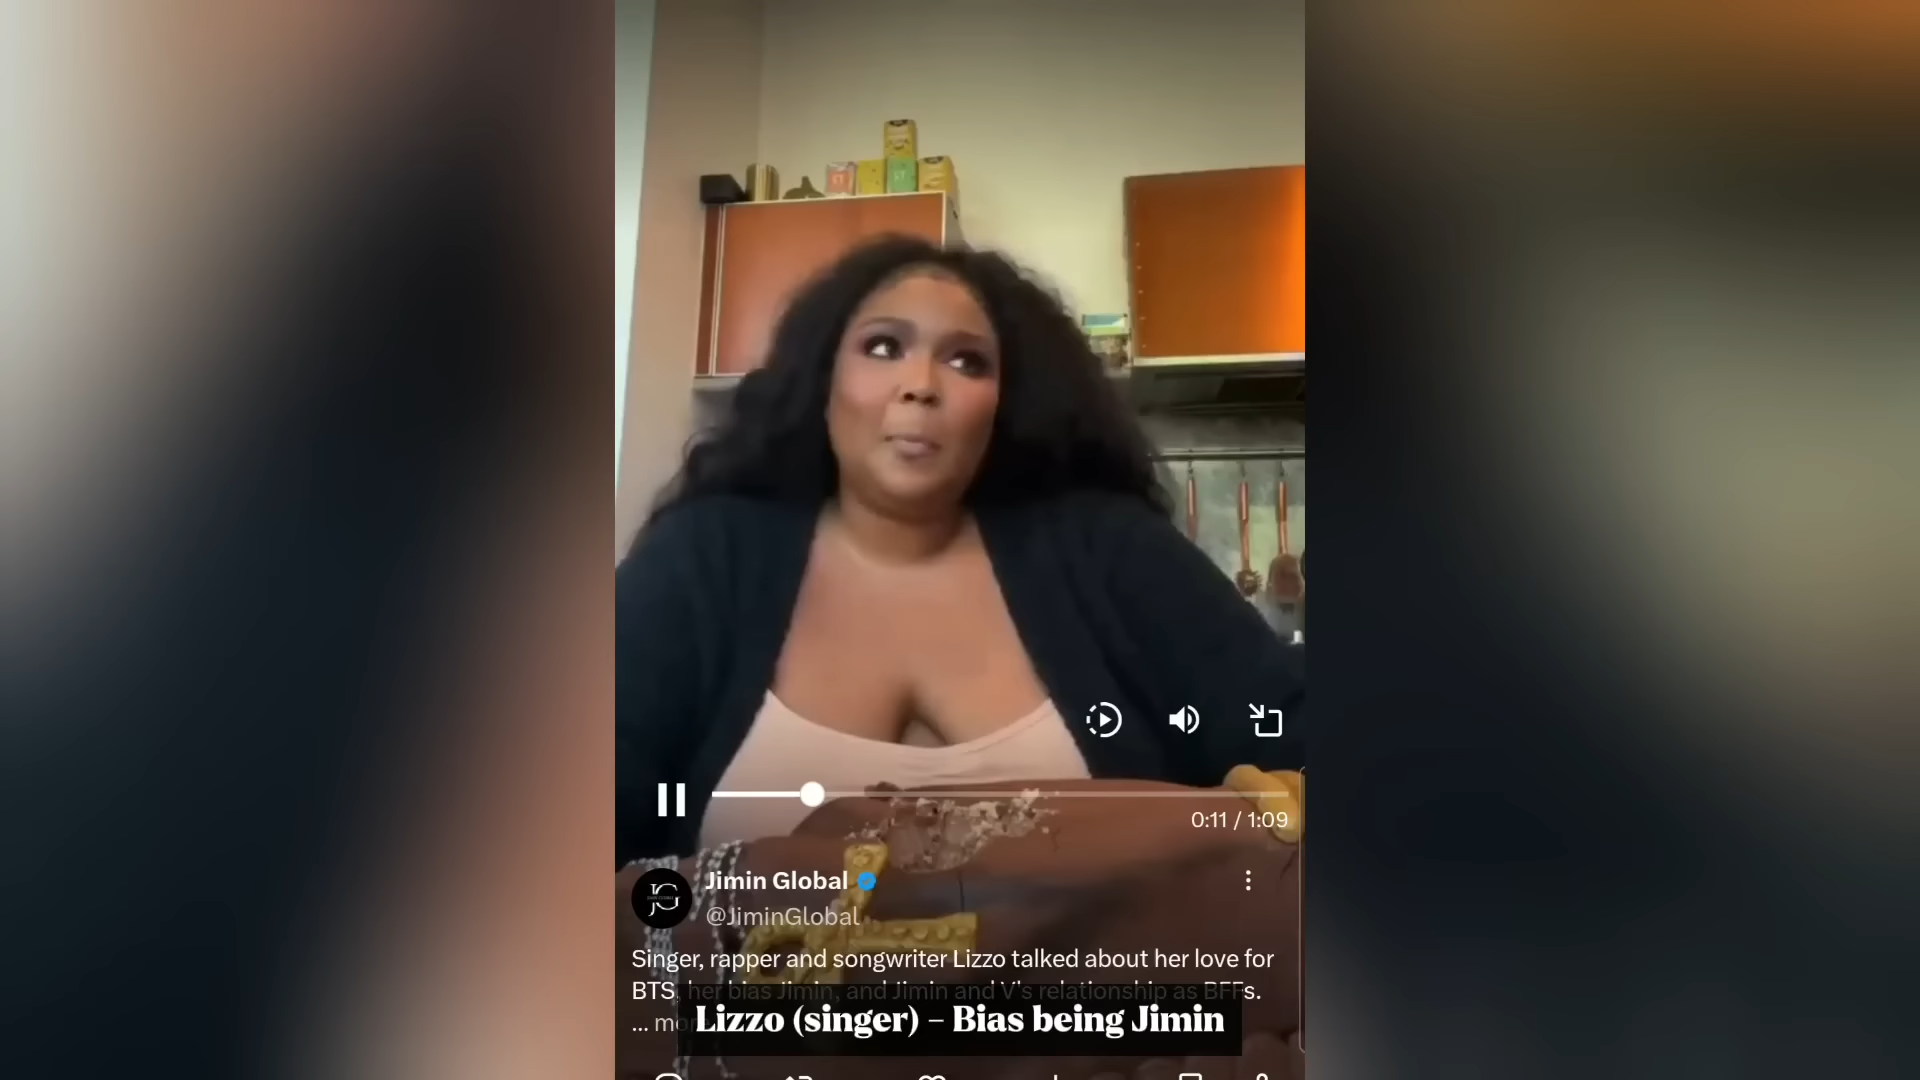 0:11 / 1:09
Jimin Global
@JiminGlobal
Singer, rapper and songwriter Lizzo talked about her love for
BTS, her bias Jimin, and Jimin and V's relationship as BFFs.
... mo
Lizzo (singer) – Bias being Jimin